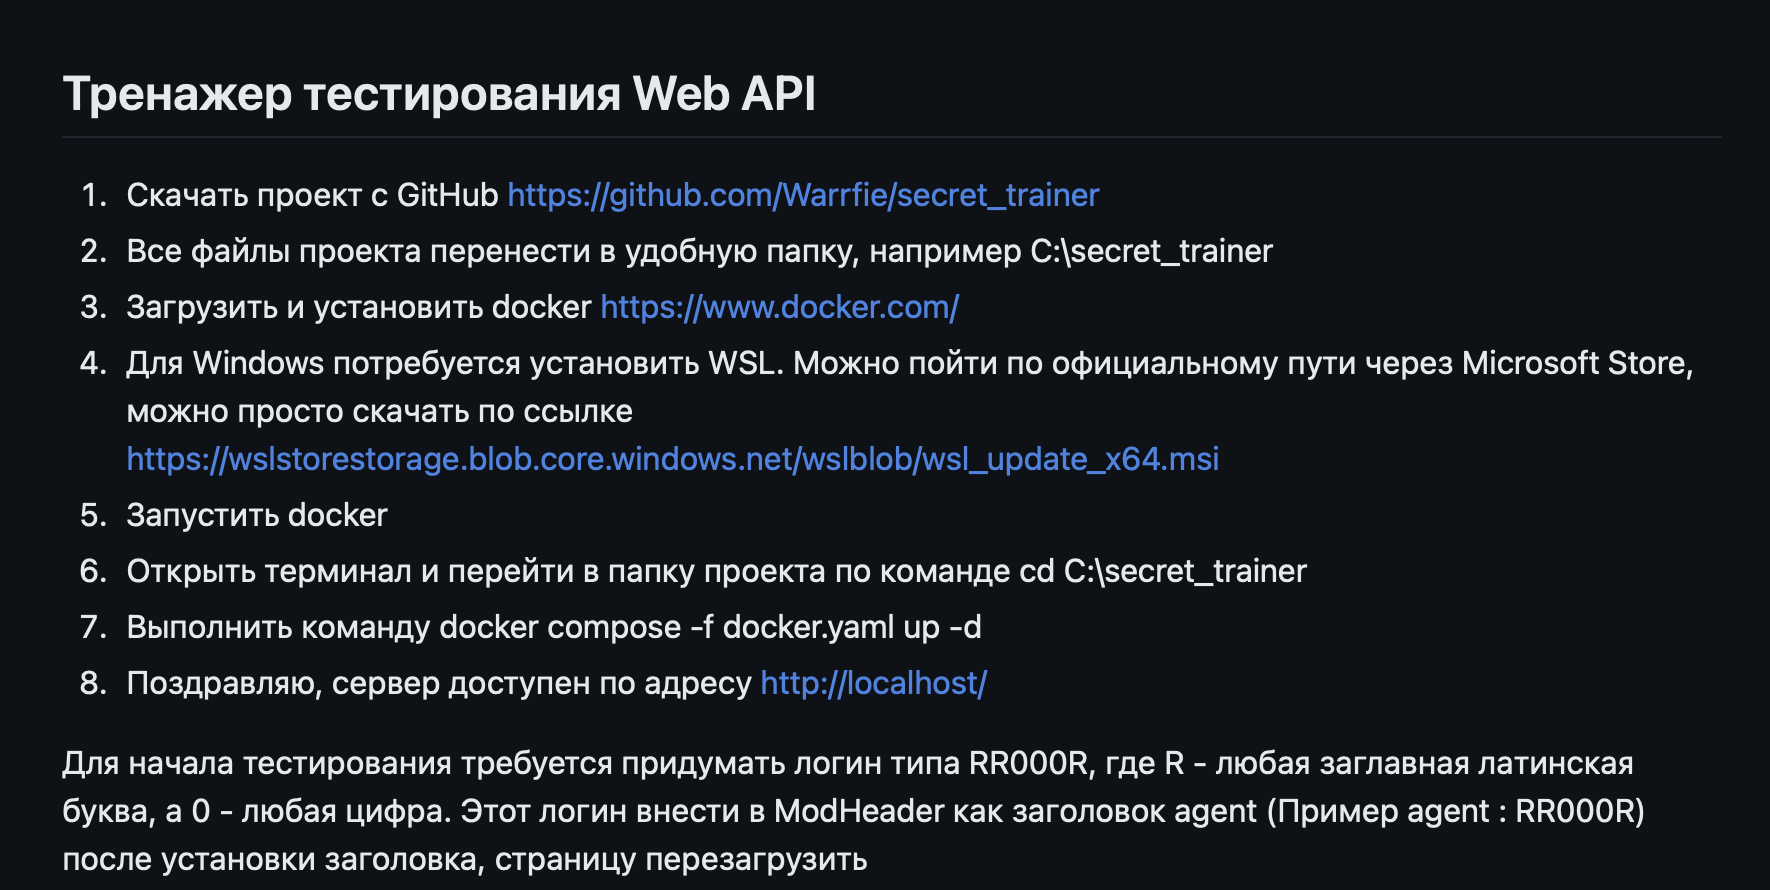 Тренажер тестирования Web API
1. Скачать проект с GitHub https://github.com/Warrfie/secret_trainer
2. Все файлы проекта перенести в удобную папку, например C:\secret_trainer
3. Загрузить и установить docker https://www.docker.com/
4. Для Windows потребуется установить WSL. Можно пойти по официальному пути через Microsoft Store,
можно просто скачать по ссылке
https://wslstorestorage.blob.core.windows.net/wslblob/wsl_update_x64.msi
5. Запустить docker
6. Открыть терминал и перейти в папку проекта по команде cd C:\secret_trainer
7. Выполнить команду docker compose -f docker.yaml up -d
8. Поздравляю, сервер доступен по адресу http://localhost/
Для начала тестирования требуется придумать логин типа RR000R, где R - любая заглавная латинская
буква, а 0 - любая цифра. Этот логин внести в ModHeader как заголовок agent (Пример agent : RR000R)
после установки заголовка, страницу перезагрузить